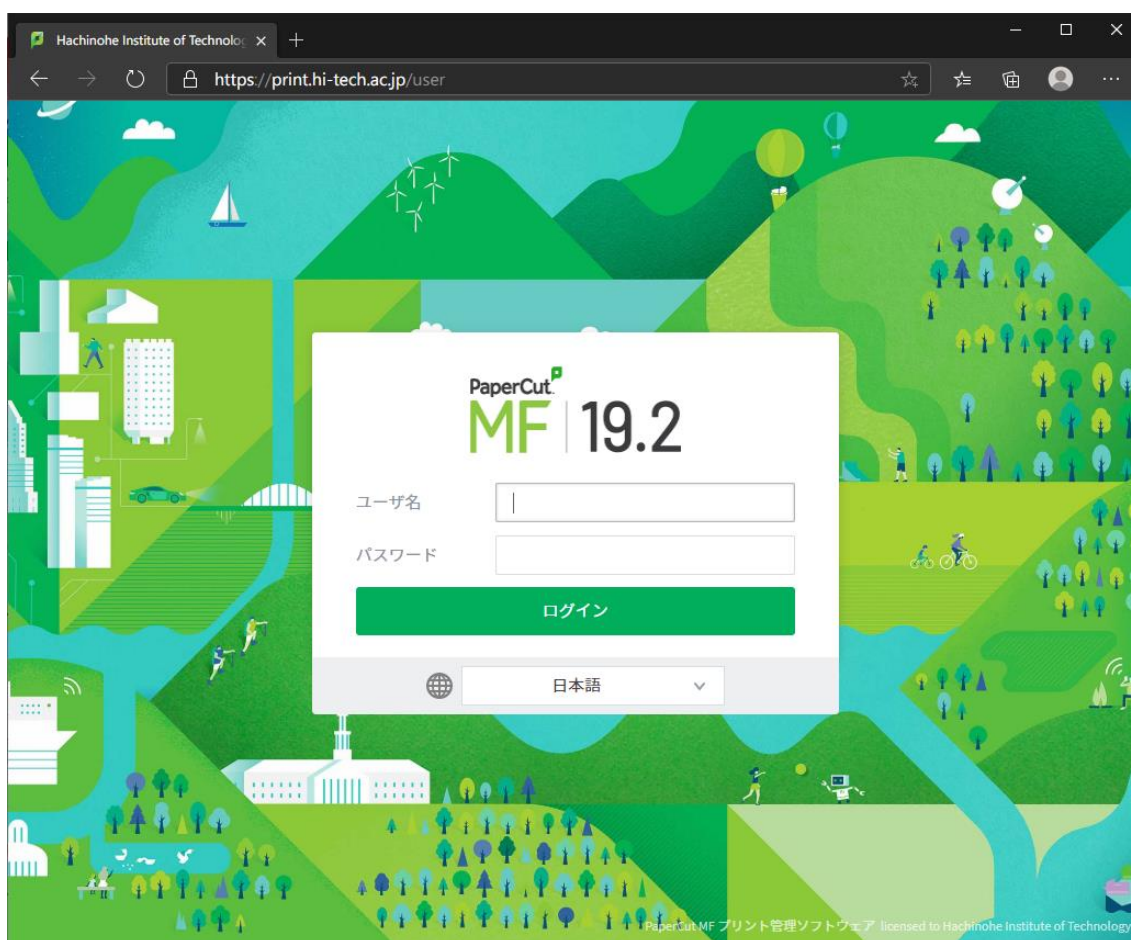 Hachinohe Institute of Technolog
https://print.hi-tech.ac.jp/user
PaperCut
MF | 19.2
ユーザ名
パスワード
ログイン
日本語
PaperCut MF プリント管理ソフトウェア licensed to Hachinohe Institute of Technology